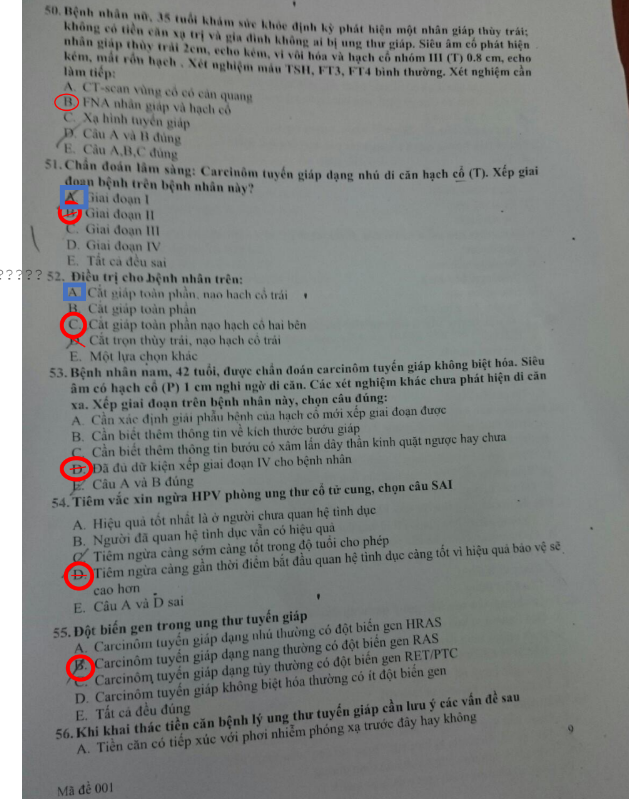 50. Bệnh nhân nữ, 35 tuổi khám sức khỏe định kỳ phát hiện một nhân giáp thùy trái;
không có tiền căn xạ trị và gia đình không ai bị ung thư giáp. Siêu âm cổ phát hiện
nhân giáp thùy trái 2cm, echo kém, vi vôi hóa và hạch cổ nhóm III (T) 0.8 cm, echo
kém, mất rốn hạch . Xét nghiệm máu TSH, FT3, FT4 bình thường. Xét nghiệm cần
làm tiếp:
A. CT-scan vùng cổ có cản quang
B. FNA nhân giáp và hạch cổ
C. Xạ hình tuyến giáp
D. Câu A và B đúng
E. Câu A,B,C đúng
51. Chẩn đoán lâm sàng: Carcinôm tuyến giáp dạng nhú di căn hạch cổ (T). Xếp giai
đoạn bệnh trên bệnh nhân này?
A. Giai đoạn I
B. Giai đoạn II
C. Giai đoạn III
D. Giai đoạn IV
E. Tất cả đều sai
????? 52. Điều trị cho bệnh nhân trên:
A. Cắt giáp toàn phần, nạo hạch cổ trái
B. Cắt giáp toàn phần
C. Cắt giáp toàn phần nạo hạch cổ hai bên
D. Cắt trọn thùy trái, nạo hạch cổ trái
E. Một lựa chọn khác
53. Bệnh nhân nam, 42 tuổi, được chẩn đoán carcinôm tuyến giáp không biệt hóa. Siêu
âm có hạch cổ (P) 1 cm nghi ngờ di căn. Các xét nghiệm khác chưa phát hiện di căn
xa. Xếp giai đoạn trên bệnh nhân này, chọn câu đúng:
A. Cần xác định giải phẫu bệnh của hạch cổ mới xếp giai đoạn được
B. Cần biết thêm thông tin về kích thước bướu giáp
C. Cần biết thêm thông tin bướu có xâm lấn dây thần kinh quặt ngược hay chưa
D. Đã đủ dữ kiện xếp giai đoạn IV cho bệnh nhân
E. Câu A và B đúng
54. Tiêm vắc xin ngừa HPV phòng ung thư cổ tử cung, chọn câu SAI
A. Hiệu quả tốt nhất là ở người chưa quan hệ tình dục
B. Người đã quan hệ tình dục vẫn có hiệu quả
C. Tiêm ngừa càng sớm càng tốt trong độ tuổi cho phép
D. Tiêm ngừa càng gần thời điểm bắt đầu quan hệ tình dục càng tốt vì hiệu quả bảo vệ sẽ
cao hơn
E. Câu A và D sai
55. Đột biến gen trong ung thư tuyến giáp
A. Carcinôm tuyến giáp dạng nhú thường có đột biến gen HRAS
B. Carcinôm tuyến giáp dạng nang thường có đột biến gen RAS
C. Carcinôm tuyến giáp dạng tủy thường có đột biến gen RET/PTC
D. Carcinôm tuyến giáp không biệt hóa thường có ít đột biến gen
E. Tất cả đều đúng
56. Khi khai thác tiền căn bệnh lý ung thư tuyến giáp cần lưu ý các vấn đề sau
A. Tiền căn có tiếp xúc với phơi nhiễm phóng xạ trước đây hay không
9
Mã đề 001